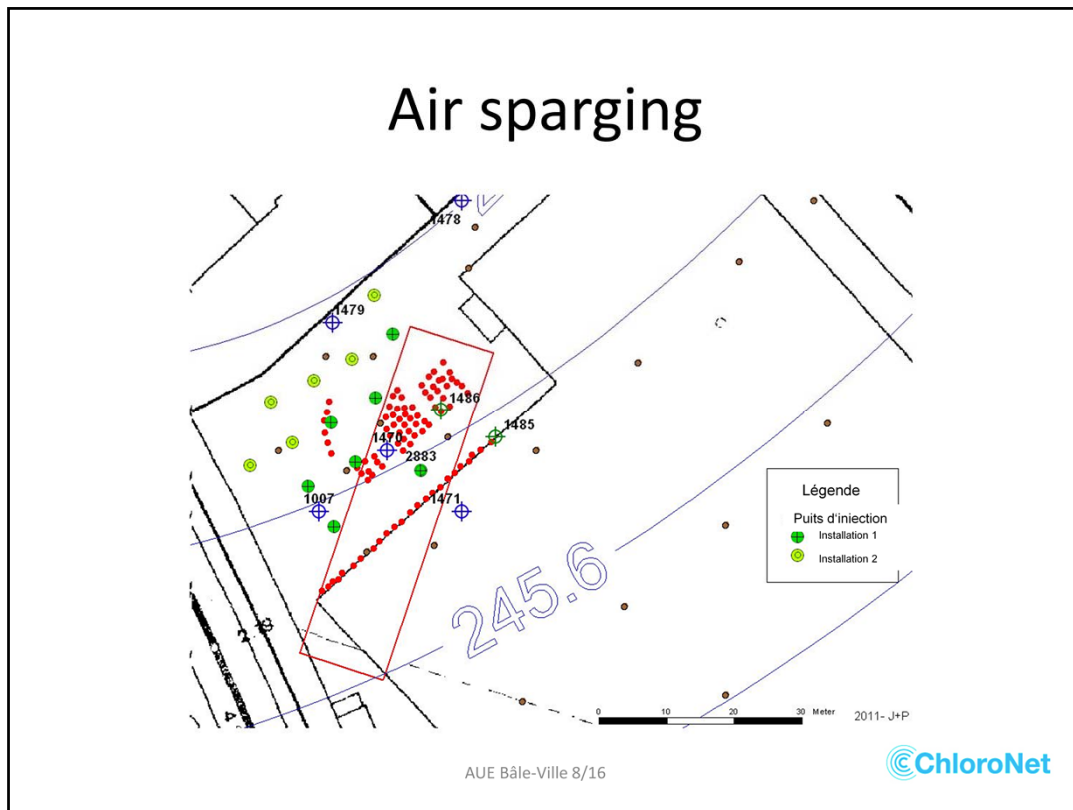 Air sparging
1478
1479
1486
1485
1470
2883
1007
1471
245.6
Légende
Puits d'injection
Installation 1
Installation 2
0 10 20 30 Meter
2011- J+P
AUE Bâle-Ville 8/16
ChloroNet